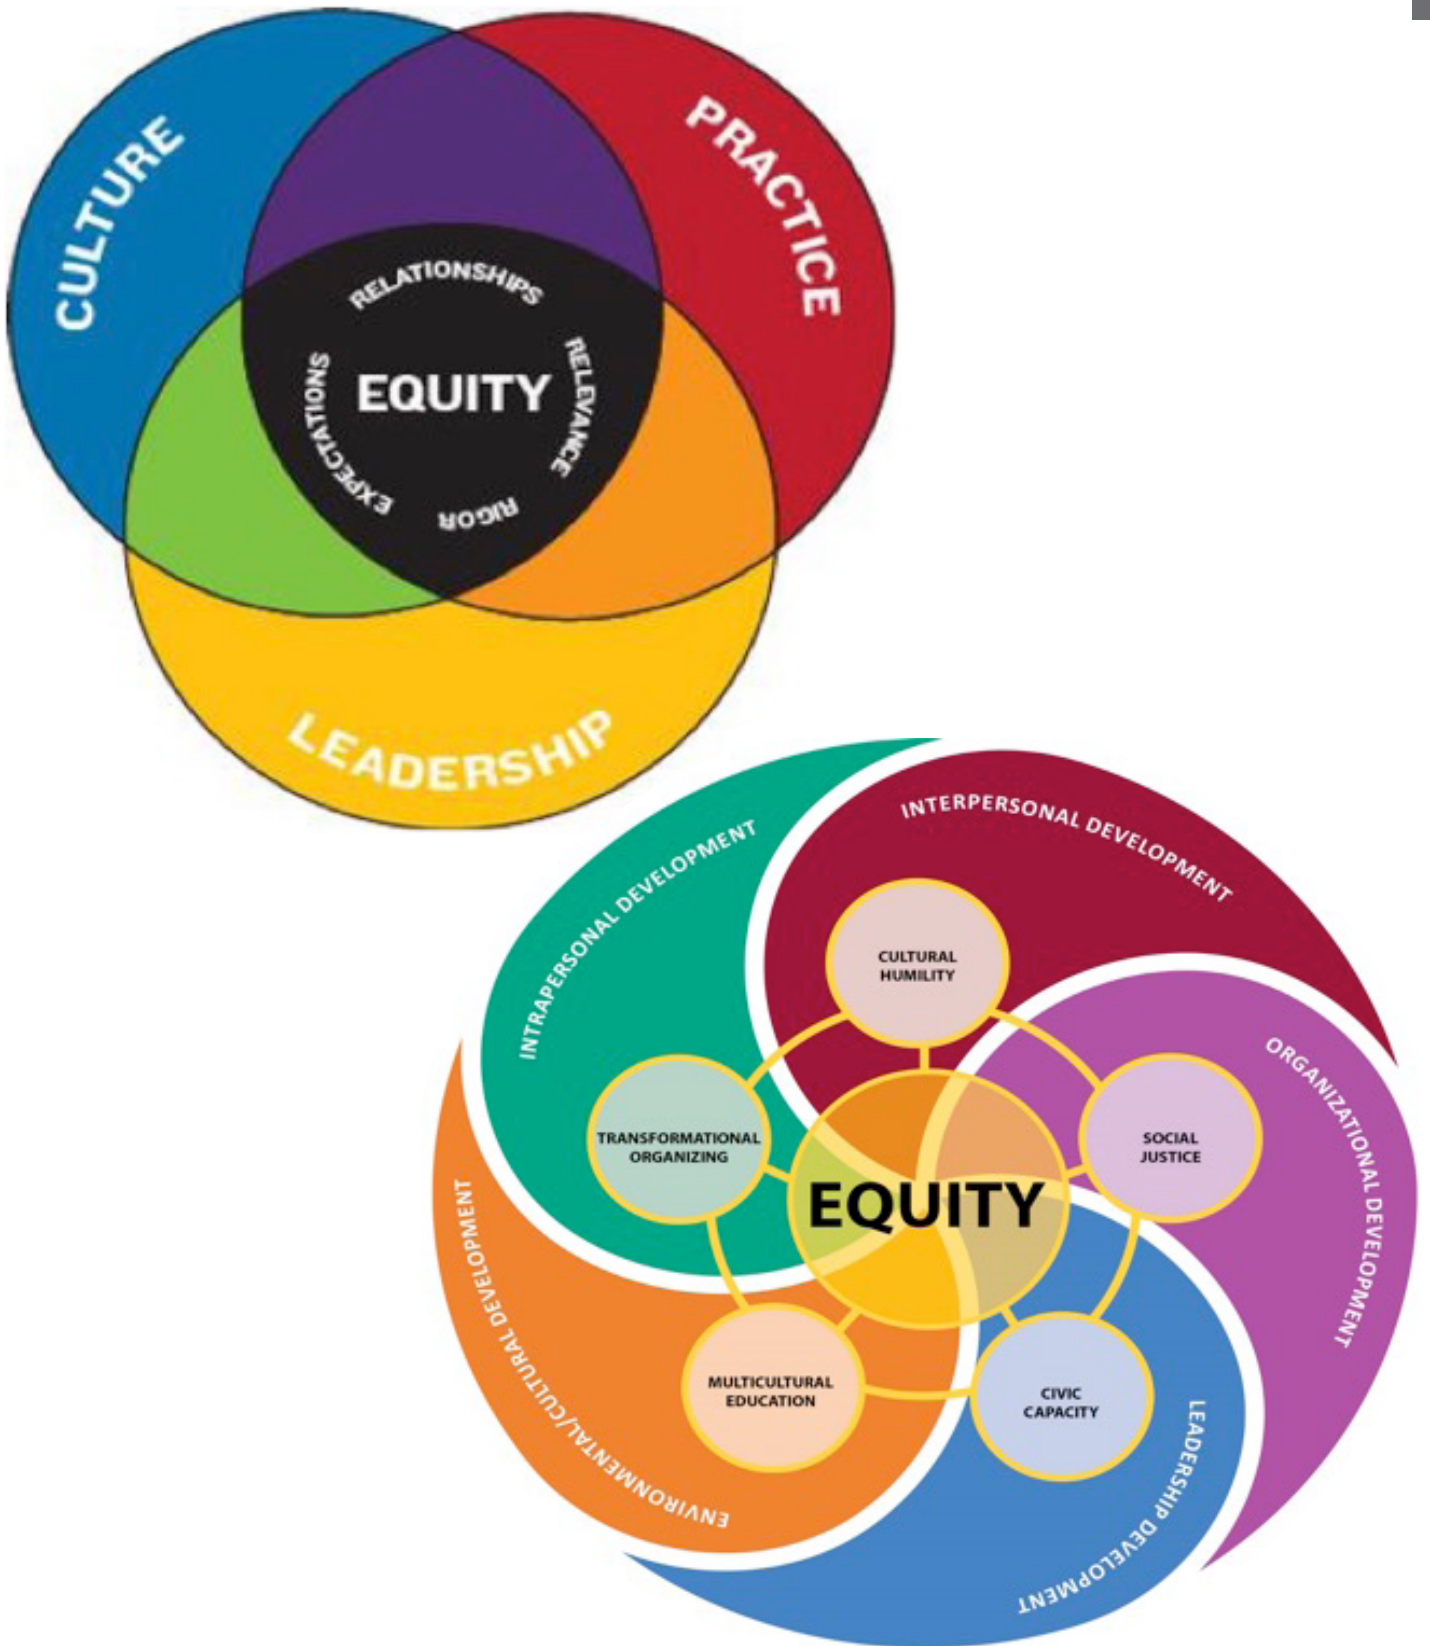 CULTURE
PRACTICE
RELATIONSHIPS
EQUITY
RELEVANCE
EXPECTATIONS
RIGOR
LEADERSHIP
INTRAPERSONAL DEVELOPMENT
INTERPERSONAL DEVELOPMENT
CULTURAL
HUMILITY
ORGANIZATIONAL DEVELOPMENT
TRANSFORMATIONAL
ORGANIZING
SOCIAL
JUSTICE
EQUITY
ENVIRONMENTAL/CULTURAL DEVELOPMENT
MULTICULTURAL
EDUCATION
CIVIC
CAPACITY
LEADERSHIP DEVELOPMENT